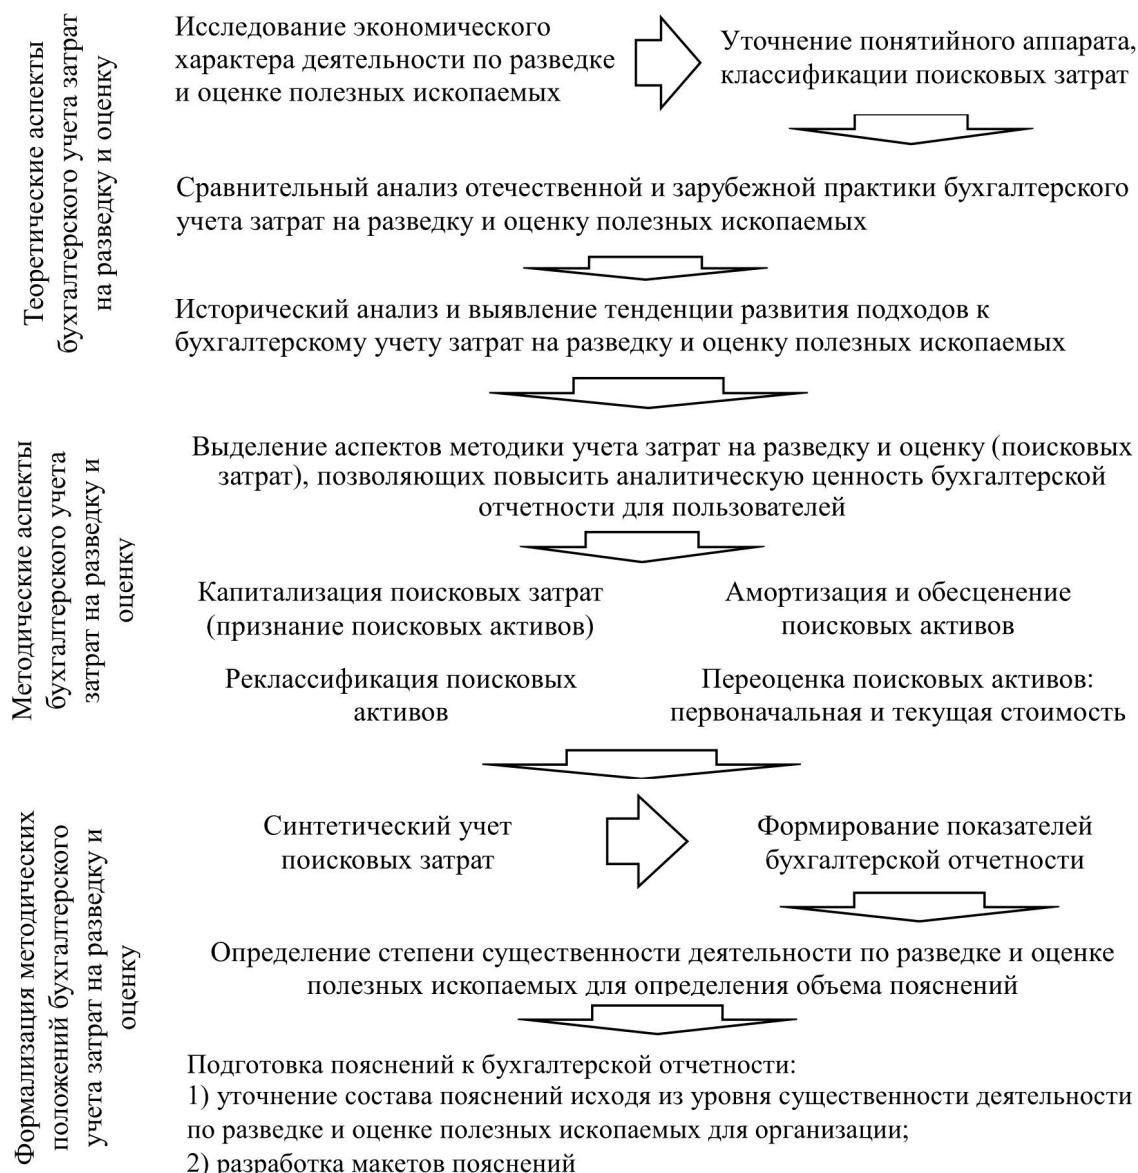 Теоретические аспекты
бухгалтерского учета затрат
на разведку и оценку
Исследование экономического
характера деятельности по разведке
и оценке полезных ископаемых
Уточнение понятийного аппарата,
классификации поисковых затрат
Сравнительный анализ отечественной и зарубежной практики бухгалтерского
учета затрат на разведку и оценку полезных ископаемых
Исторический анализ и выявление тенденции развития подходов к
бухгалтерскому учету затрат на разведку и оценку полезных ископаемых
Методические аспекты
бухгалтерского учета
затрат на разведку и
оценку
Выделение аспектов методики учета затрат на разведку и оценку (поисковых
затрат), позволяющих повысить аналитическую ценность бухгалтерской
отчетности для пользователей
Капитализация поисковых затрат
(признание поисковых активов)
Амортизация и обесценение
поисковых активов
Реклассификация поисковых
активов
Переоценка поисковых активов:
первоначальная и текущая стоимость
Формализация методических
положений бухгалтерского
учета затрат на разведку и
оценку
Синтетический учет
поисковых затрат
Формирование показателей
бухгалтерской отчетности
Определение степени существенности деятельности по разведке и оценке
полезных ископаемых для определения объема пояснений
Подготовка пояснений к бухгалтерской отчетности:
1) уточнение состава пояснений исходя из уровня существенности деятельности
по разведке и оценке полезных ископаемых для организации;
2) разработка макетов пояснений